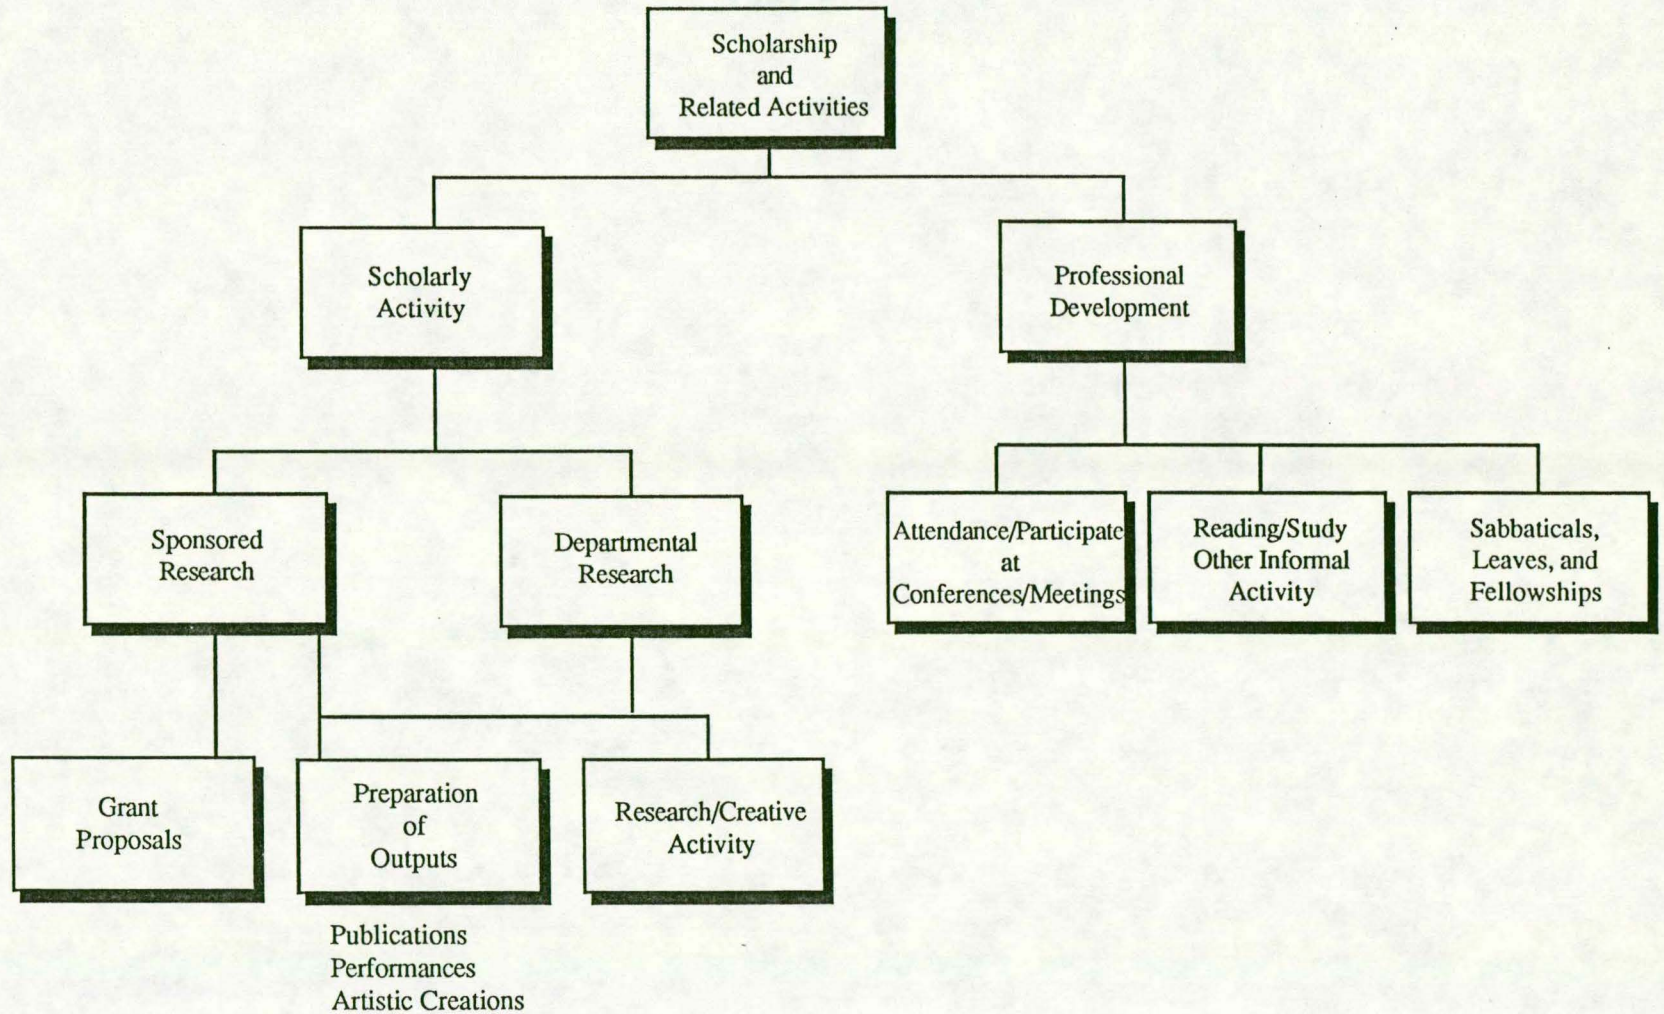 Scholarship
and
Related Activities
Scholarly
Activity
Professional
Development
Sponsored
Research
Departmental
Research
Attendance/Participate
at
Conferences/Meetings
Reading/Study
Other Informal
Activity
Sabbaticals,
Leaves, and
Fellowships
Grant
Proposals
Preparation
of
Outputs
Research/Creative
Activity
Publications
Performances
Artistic Creations